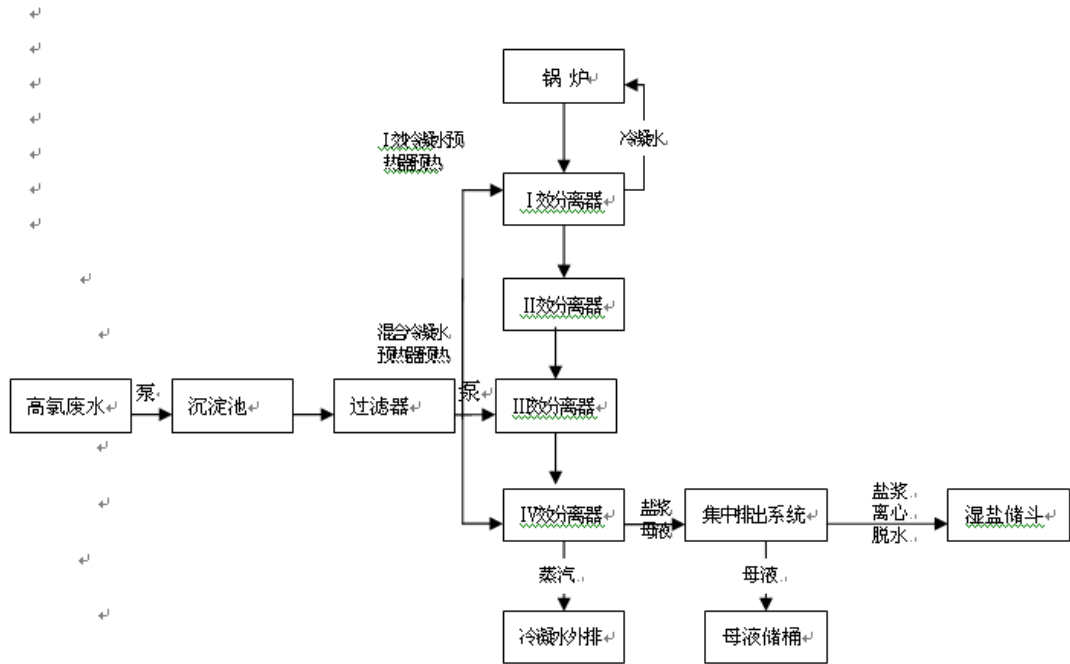 锅 炉
冷凝水
I效冷凝水预
热器预热
I效分离器
II效分离器
混合冷凝水
预热器预热
高氯废水
泵
沉淀池
过滤器
泵
III效分离器
IV效分离器
盐浆
母液
集中排出系统
盐浆
离心
脱水
湿盐储斗
蒸汽
母液
冷凝水外排
母液储桶